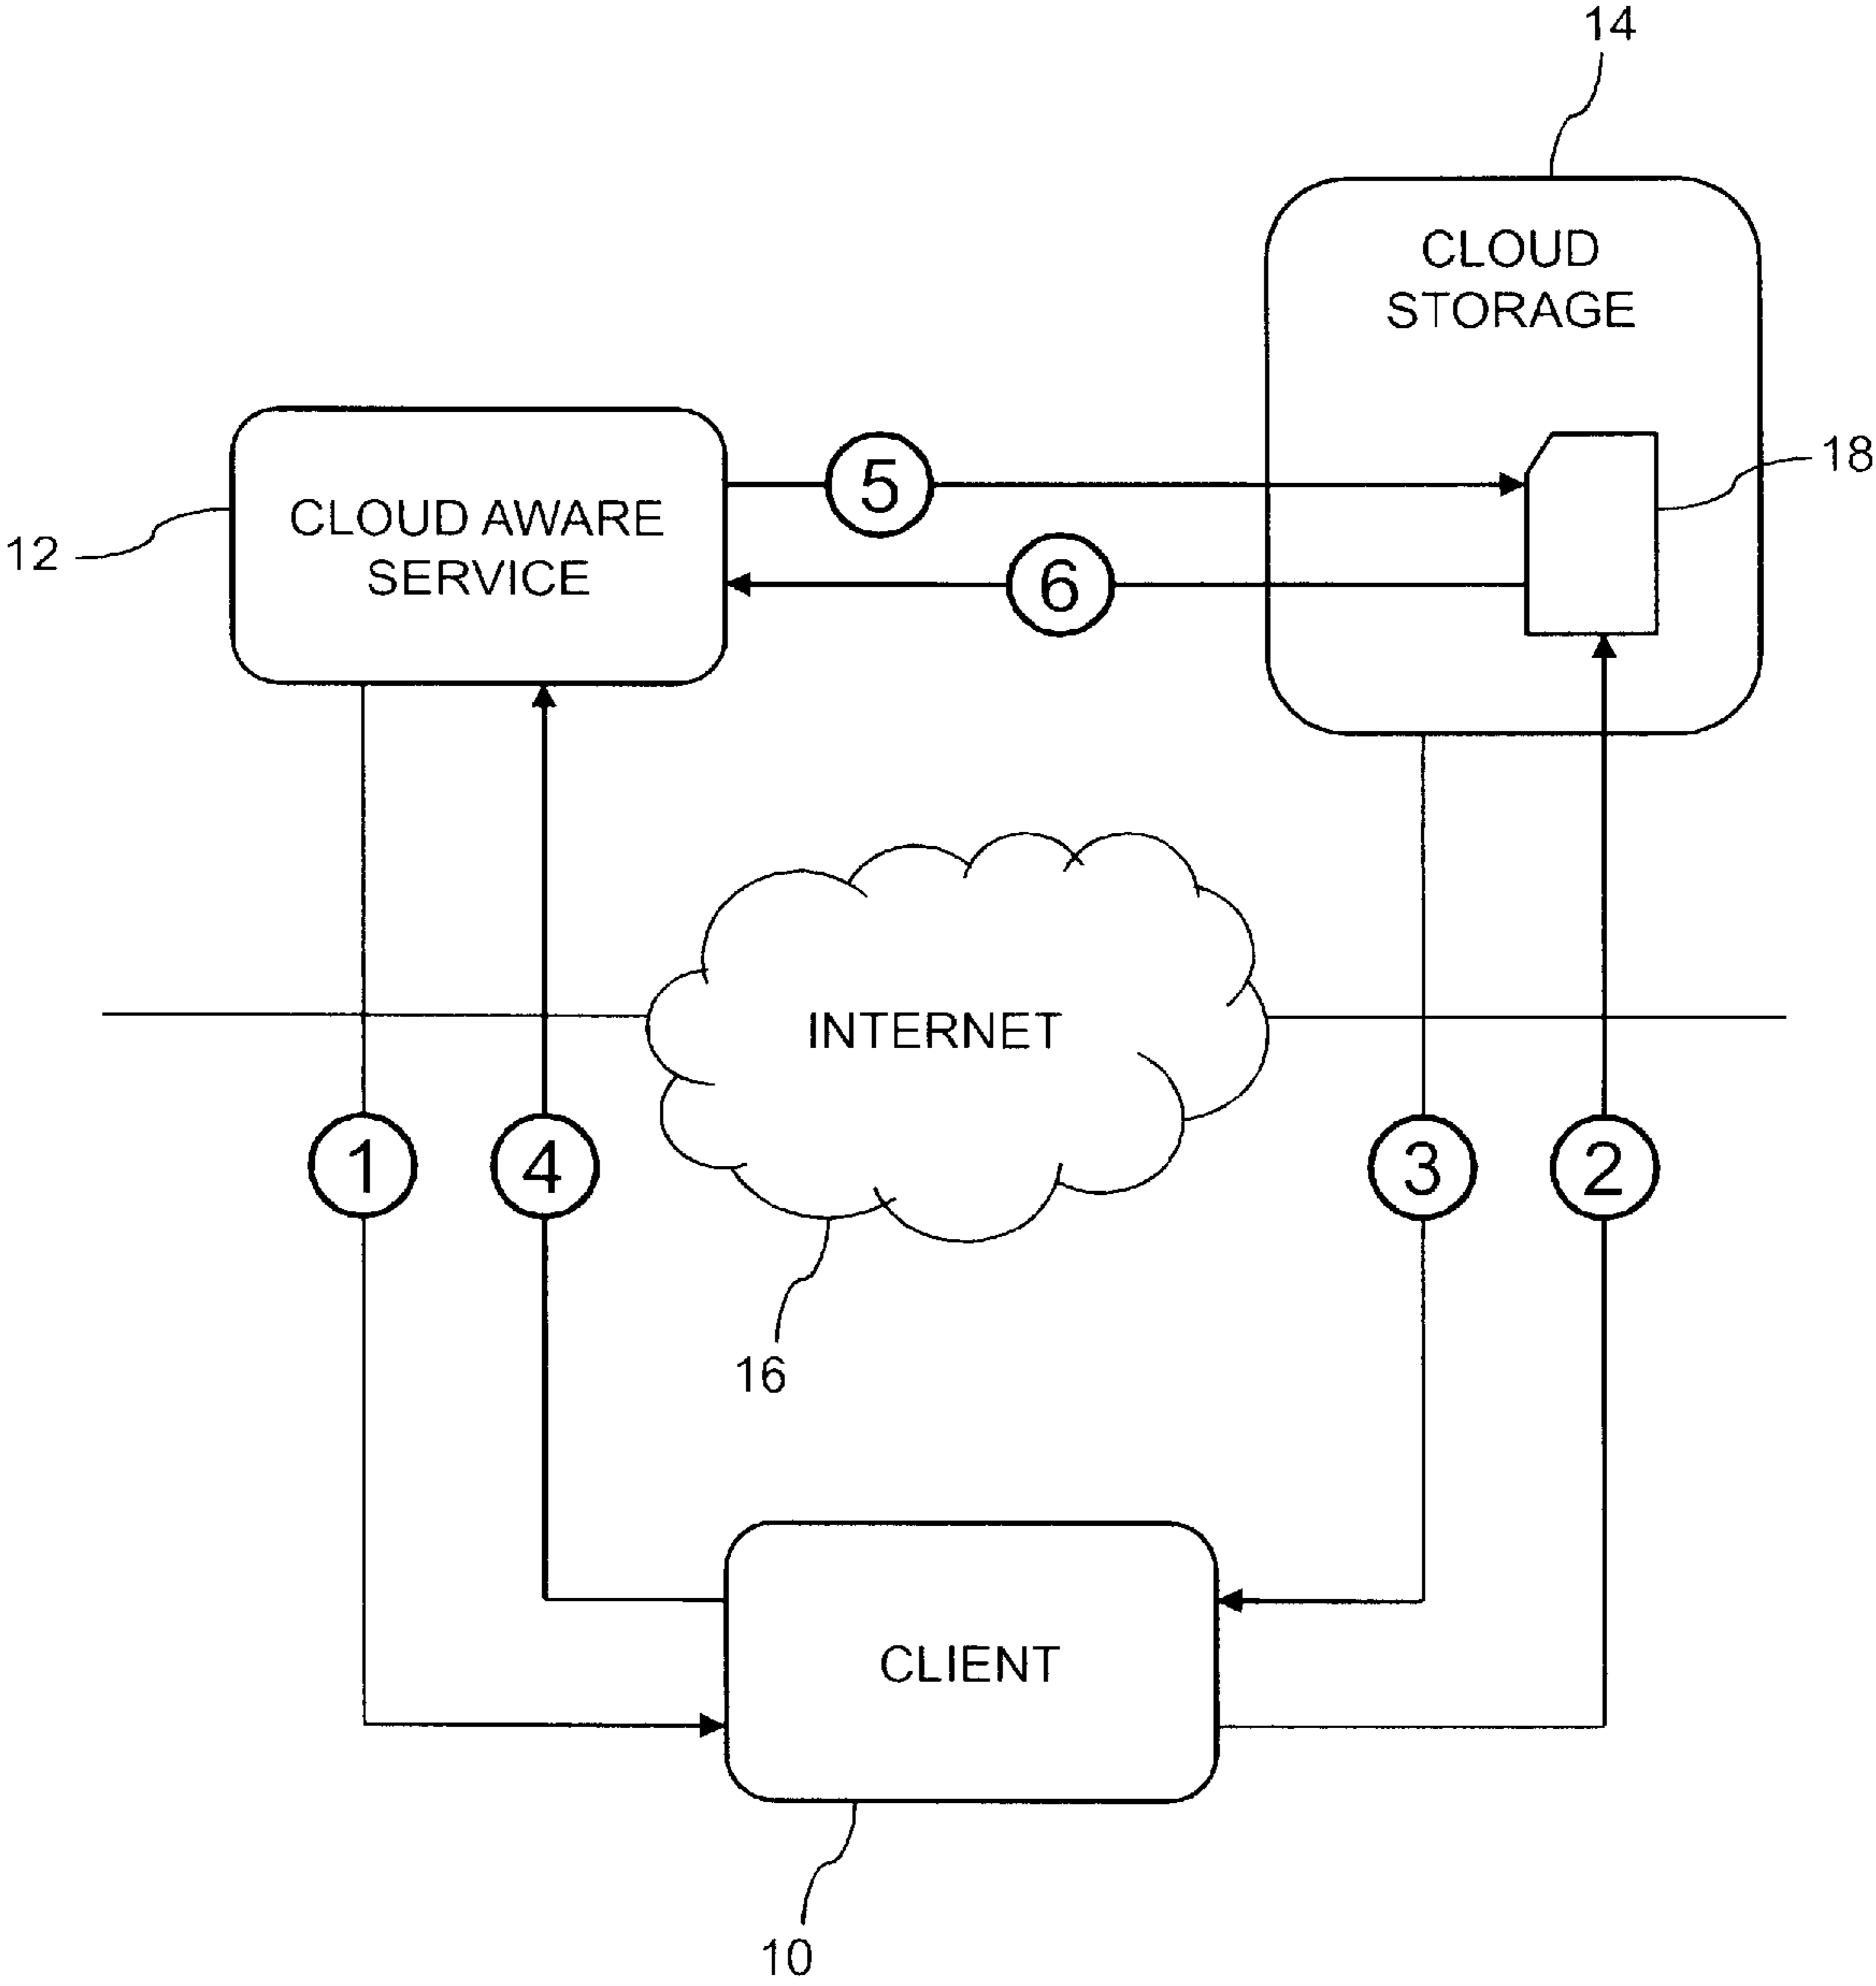 14
CLOUD
STORAGE
18
5
CLOUD AWARE
SERVICE
12
6
INTERNET
1
4
3
2
16
CLIENT
10